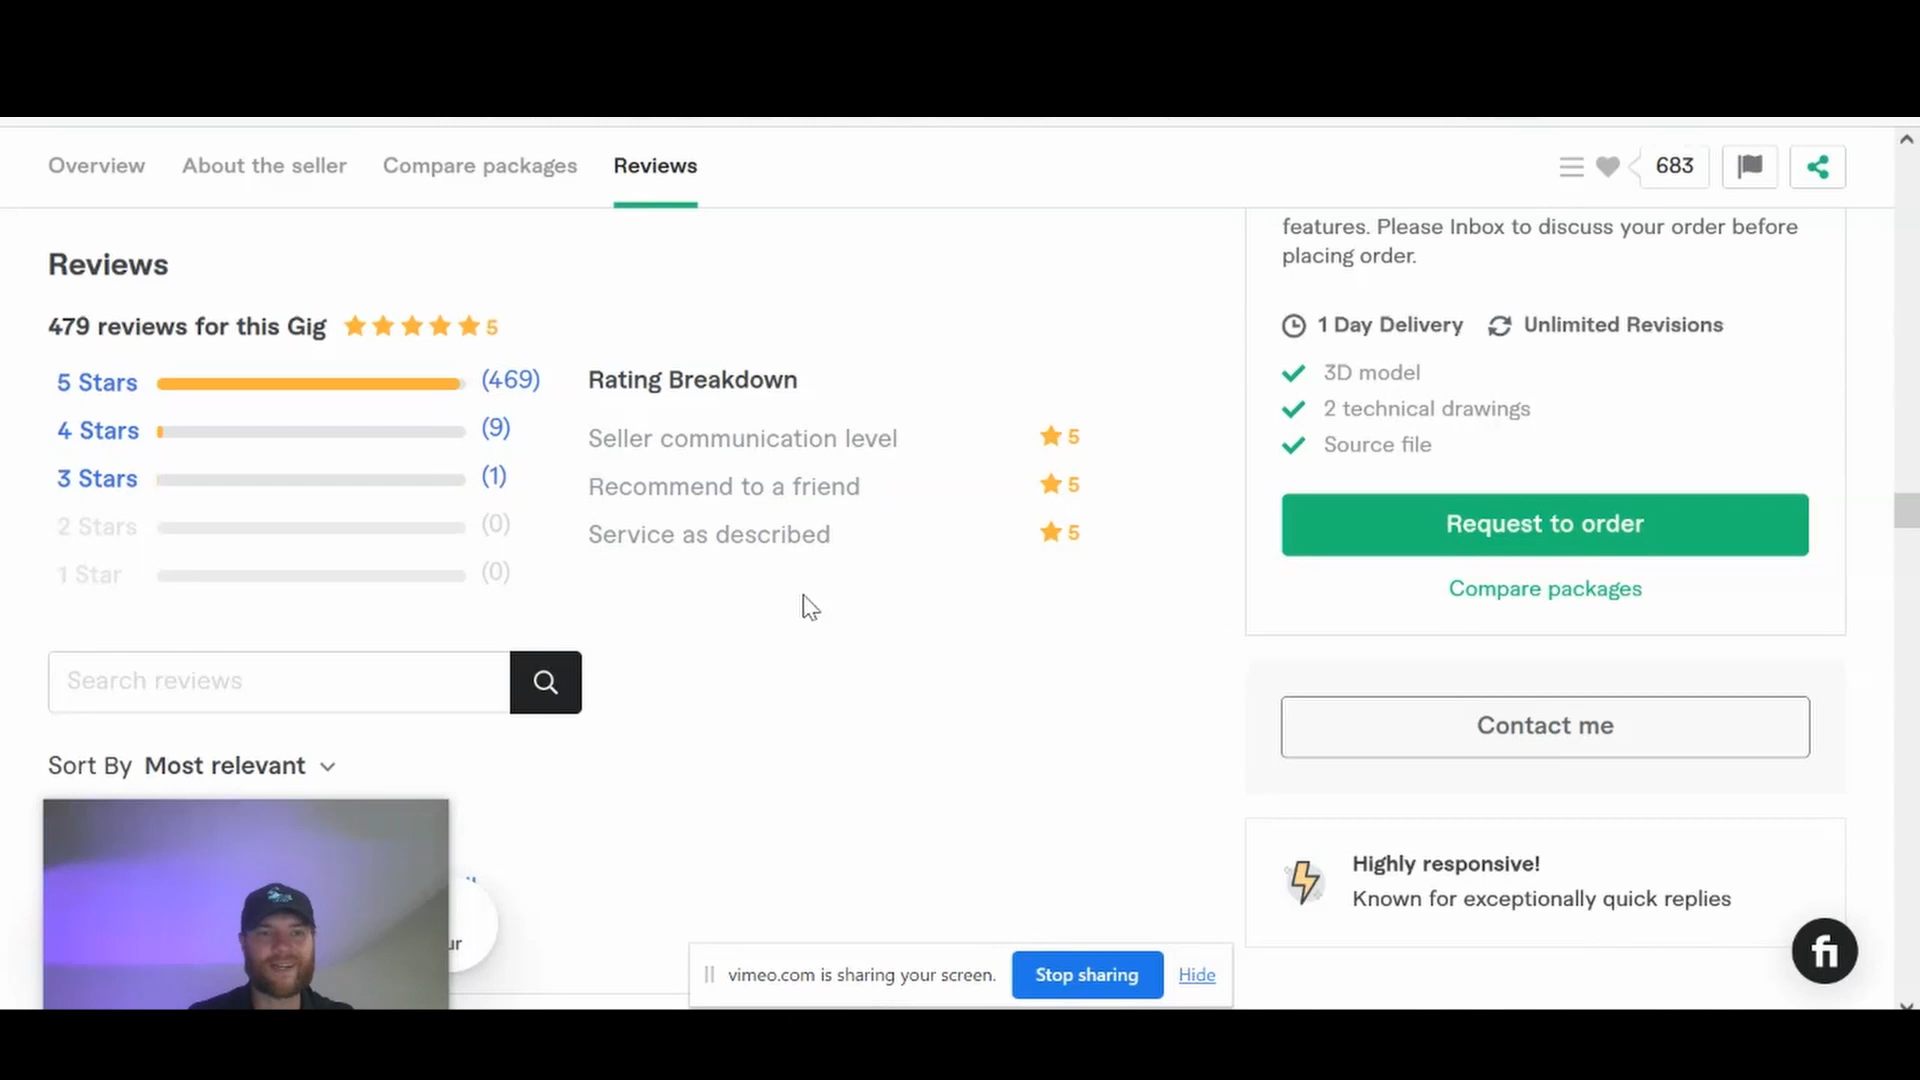 Overview About the seller Compare packages Reviews
683
features. Please Inbox to discuss your order before
placing order.
Reviews
479 reviews for this Gig 5
5 Stars (469)
4 Stars (9)
3 Stars (1)
2 Stars (0)
1 Star (0)
Rating Breakdown
Seller communication level 5
Recommend to a friend 5
Service as described 5
1 Day Delivery Unlimited Revisions
3D model
2 technical drawings
Source file
Request to order
Compare packages
Search reviews
Contact me
Sort By Most relevant
Highly responsive!
Known for exceptionally quick replies
ur
vimeo.com is sharing your screen. Stop sharing Hide
fi